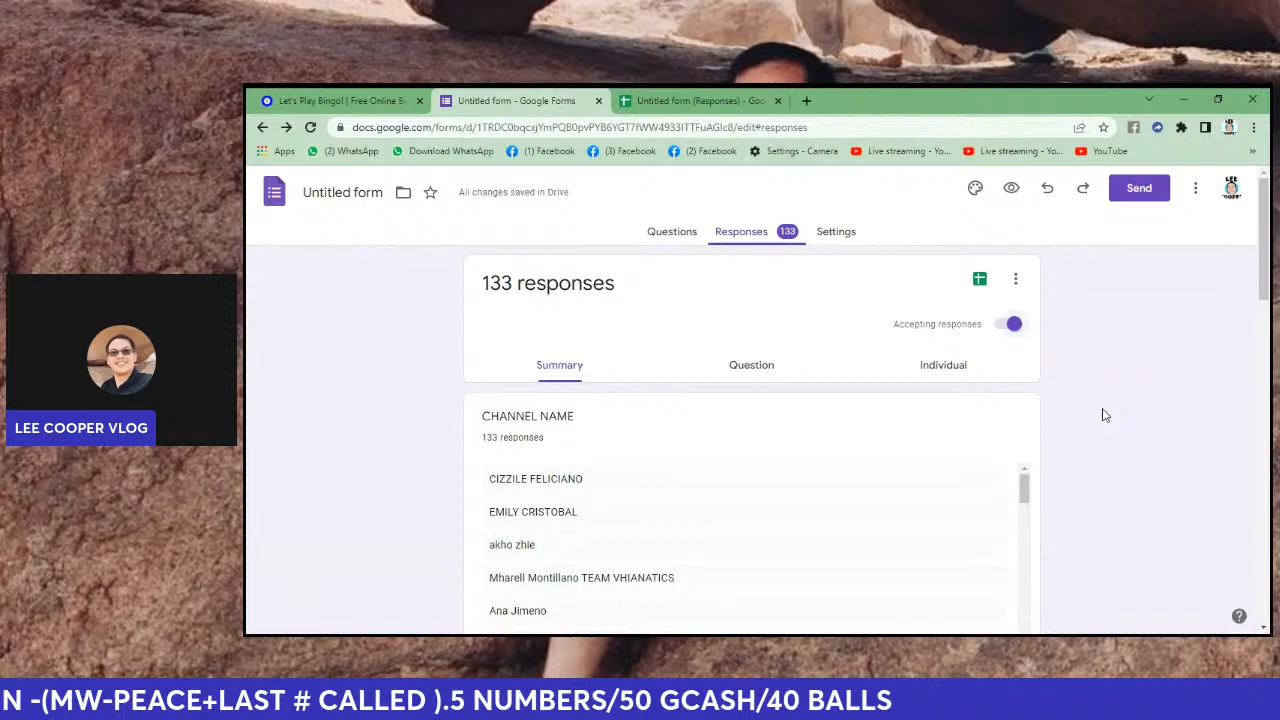 Let's Play Bingo! | Free Online B
Untitled form - Google Forms
Untitled form (Responses) - Goo
docs.google.com/forms/d/1TRDC0bqcxjYmPQB0pvPYB6YGT7fWW4933lTTFuAGlc8/edit#responses
Apps
(2) WhatsApp
Download WhatsApp
(1) Facebook
(3) Facebook
(2) Facebook
Settings - Camera
Live streaming - Yo...
Live streaming - Yo...
YouTube
Untitled form
All changes saved in Drive
Send
Questions
Responses 133
Settings
133 responses
Accepting responses
Summary
Question
Individual
CHANNEL NAME
133 responses
CIZZILE FELICIANO
EMILY CRISTOBAL
akho zhie
Mharell Montillano TEAM VHIANATICS
Ana Jimeno
LEE COOPER VLOG
N -(MW-PEACE+LAST # CALLED ).5 NUMBERS/50 GCASH/40 BALLS